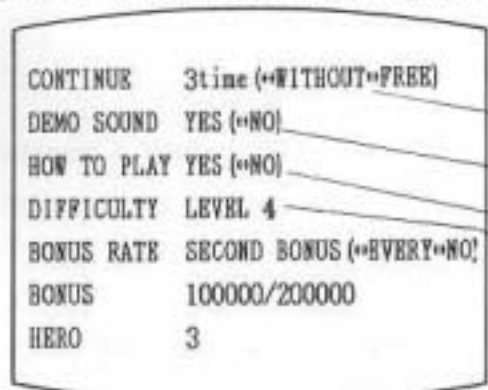 CONTINUE 3time (↔WITHOUT↔FREE)
DEMO SOUND YES (↔NO)
HOW TO PLAY YES (↔NO)
DIFFICULTY LEVEL 4
BONUS RATE SECOND BONUS (↔EVERY↔NO)
BONUS 100000/200000
HERO 3